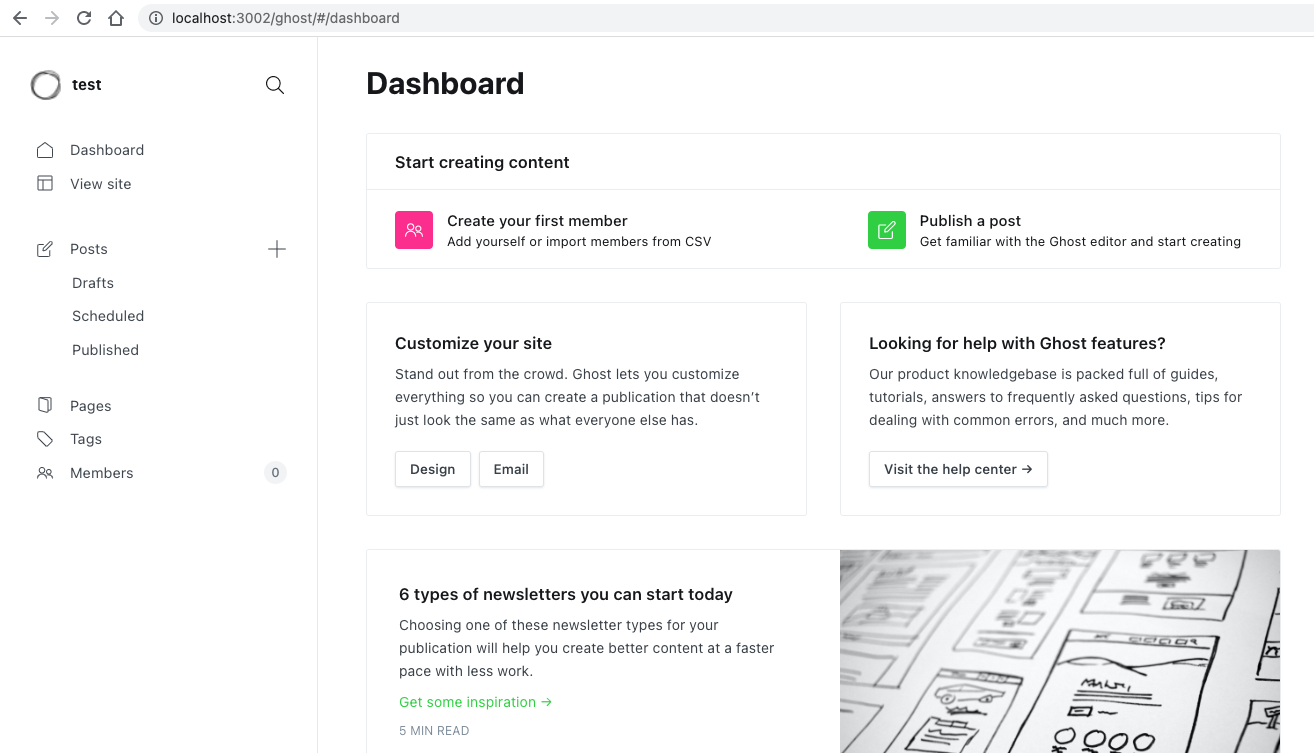 localhost:3002/ghost/#/dashboard
test
Dashboard
View site
Posts
Drafts
Scheduled
Published
Pages
Tags
Members 0
Dashboard
Start creating content
Create your first member
Add yourself or import members from CSV
Publish a post
Get familiar with the Ghost editor and start creating
Customize your site
Stand out from the crowd. Ghost lets you customize
everything so you can create a publication that doesn’t
just look the same as what everyone else has.
Design Email
Looking for help with Ghost features?
Our product knowledgebase is packed full of guides,
tutorials, answers to frequently asked questions, tips for
dealing with common errors, and much more.
Visit the help center →
6 types of newsletters you can start today
Choosing one of these newsletter types for your
publication will help you create better content at a faster
pace with less work.
Get some inspiration →
5 MIN READ